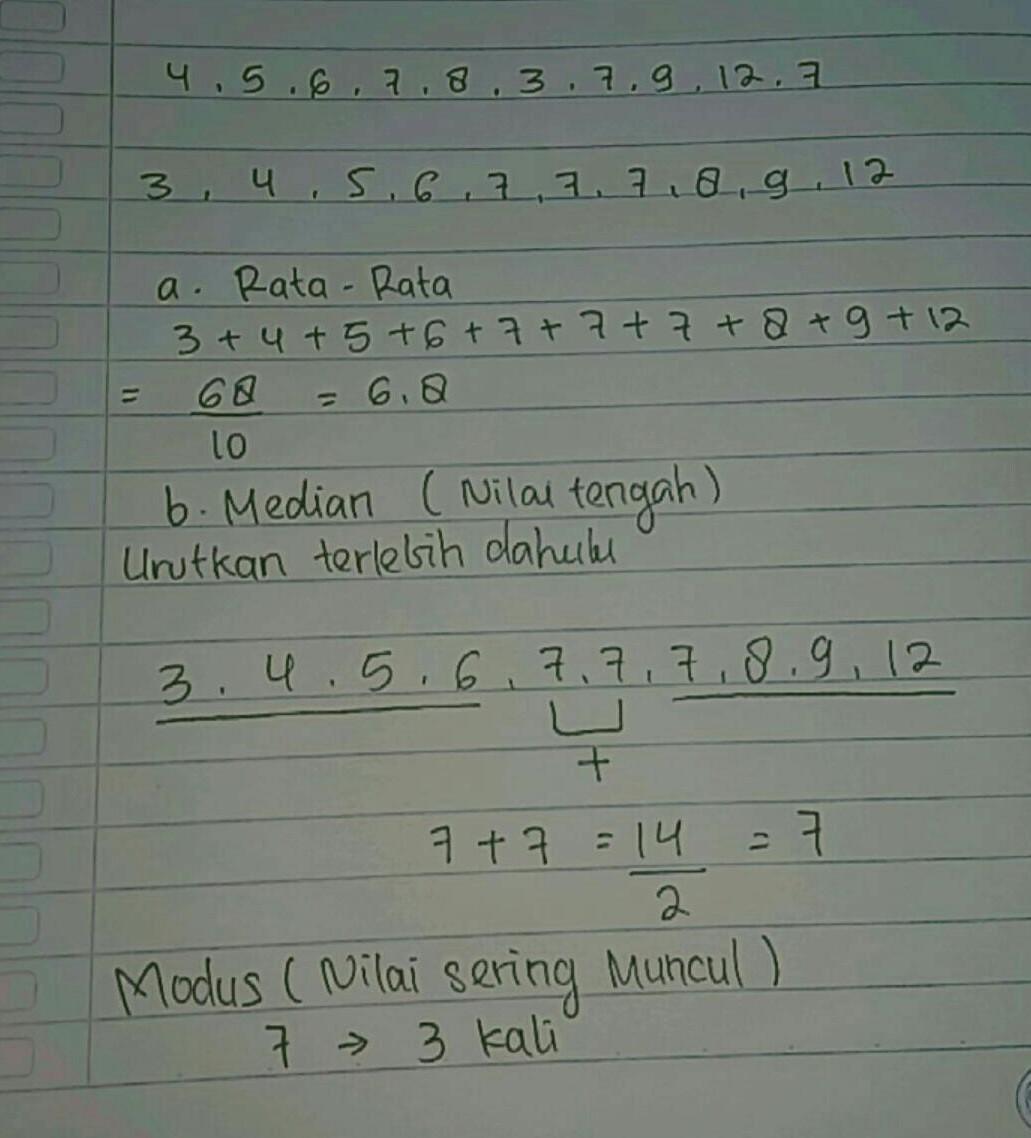 4, 5, 6, 7, 8, 3, 7, 9, 12, 7
3, 4, 5, 6, 7, 7, 7, 8, 9, 12
a. Rata - Rata
3 + 4 + 5 + 6 + 7 + 7 + 7 + 8 + 9 + 12
= 68/10 = 6,8
b. Median (Nilai tengah)
Urutkan terlebih dahulu
3, 4, 5, 6, 7, 7, 7, 8, 9, 12
+
7 + 7 = 14/2 = 7
Modus (Nilai sering Muncul)
7 → 3 kali